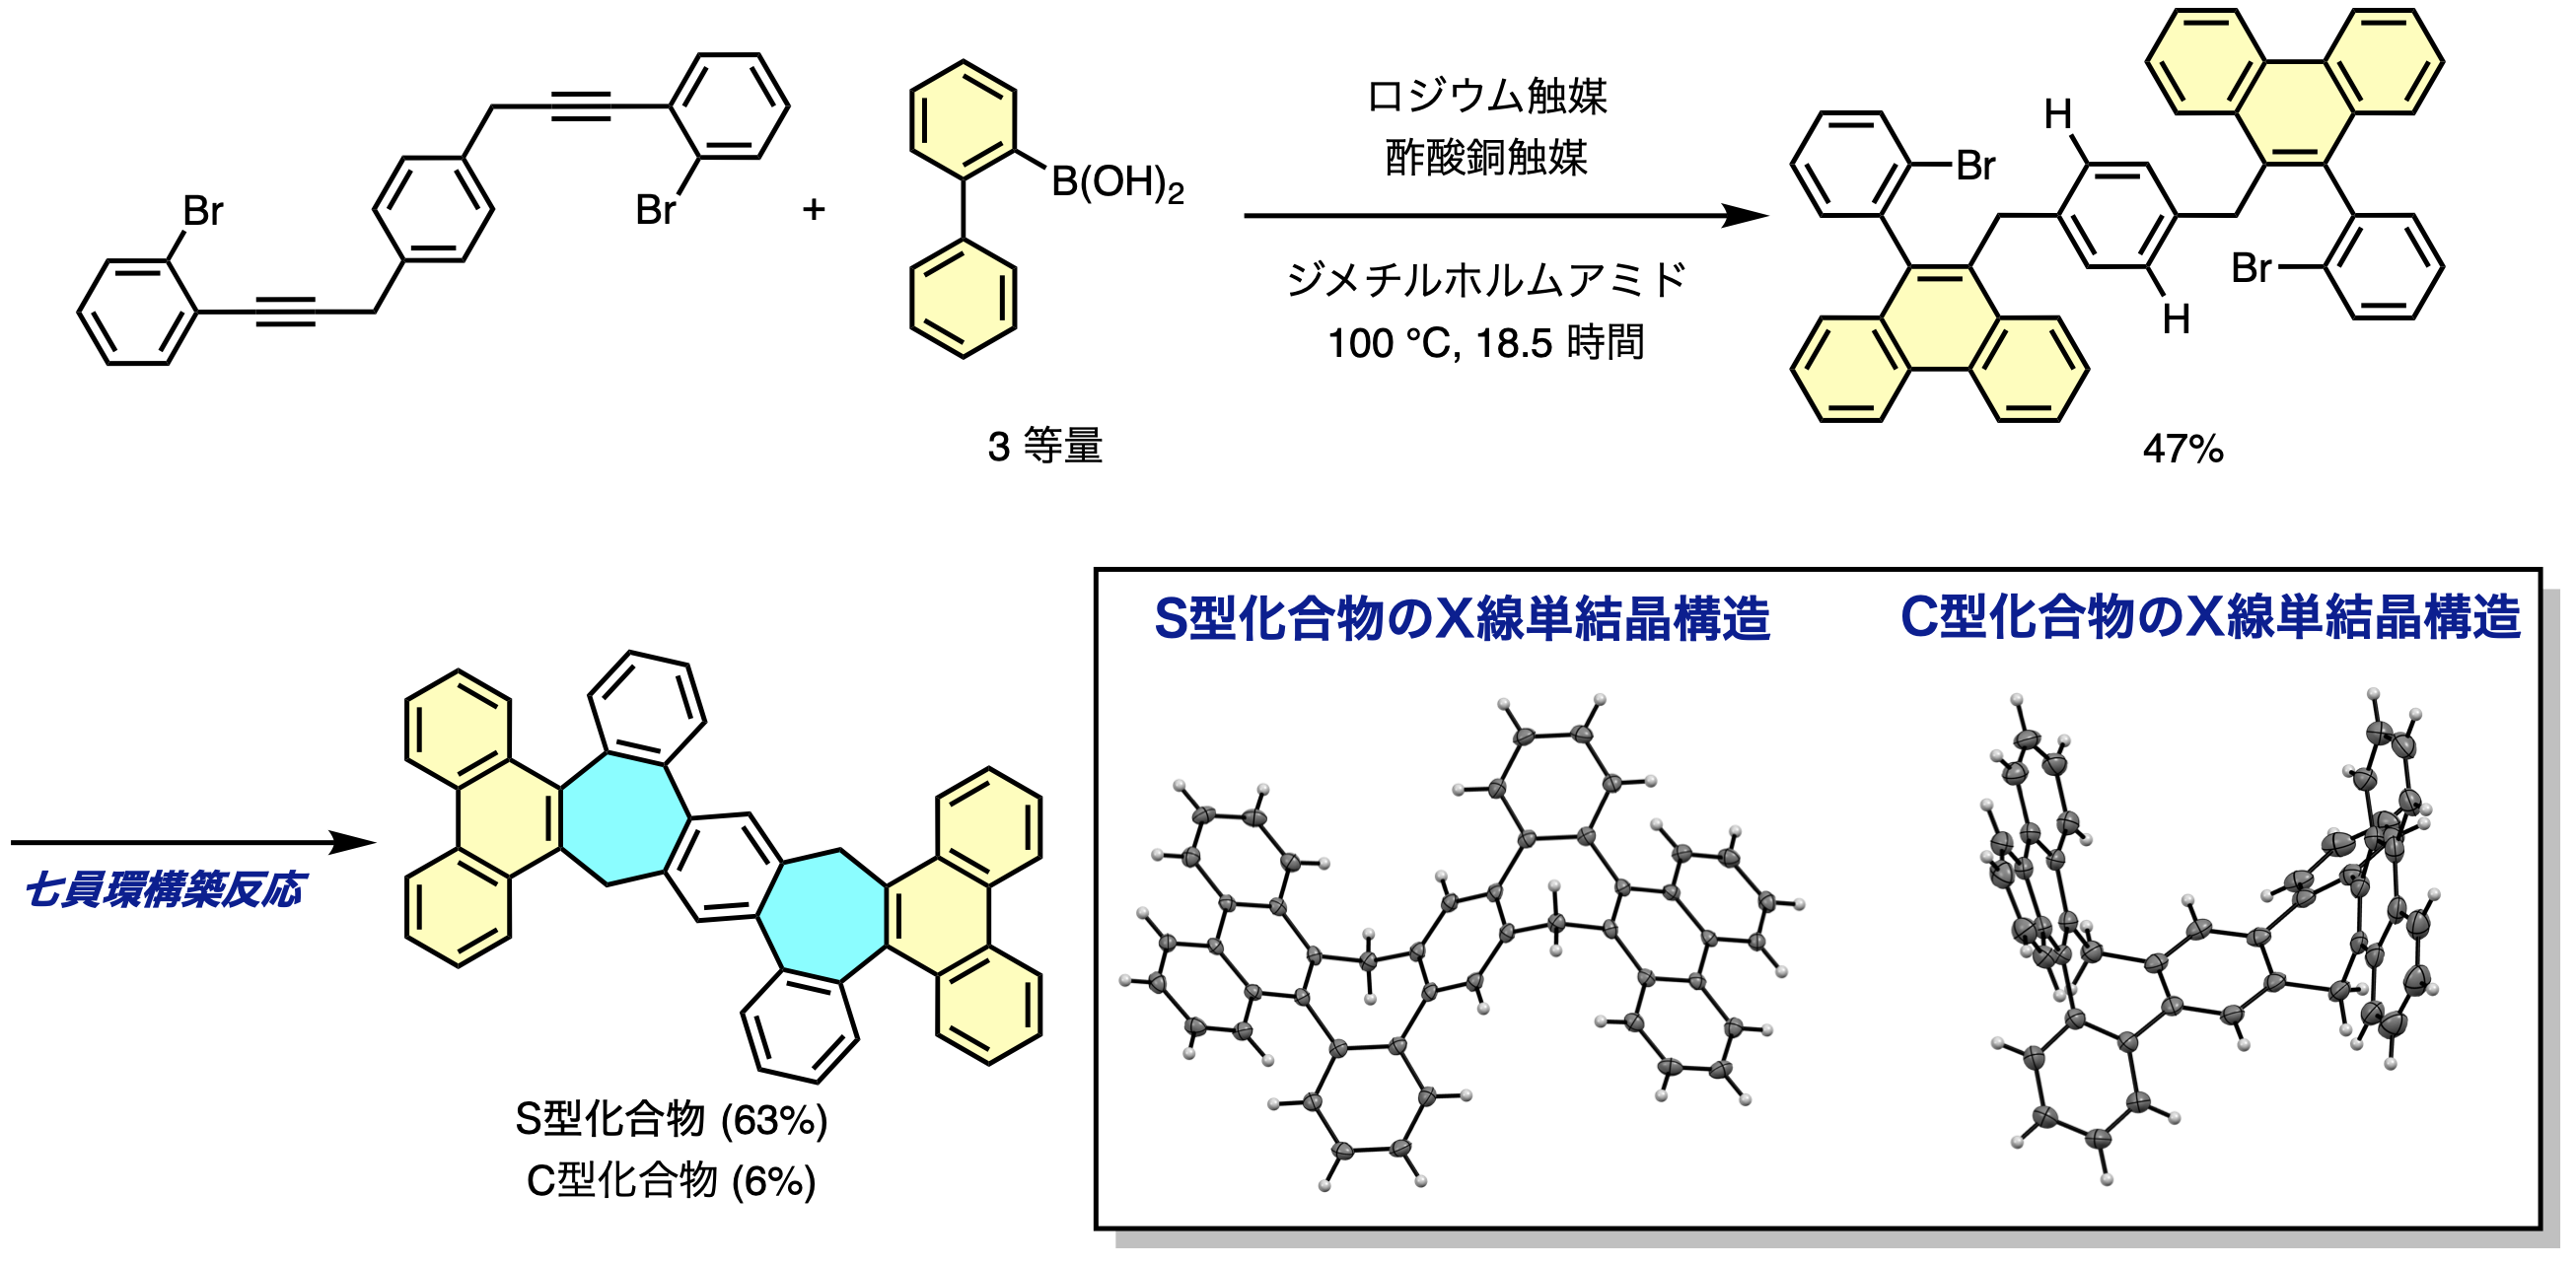 Br
Br
+
B(OH)₂
3 等量
ロジウム触媒
酢酸銅触媒
ジメチルホルムアミド
100 °C, 18.5 時間
H
Br
Br
H
47%
七員環構築反応
S型化合物 (63%)
C型化合物 (6%)
S型化合物のX線単結晶構造
C型化合物のX線単結晶構造